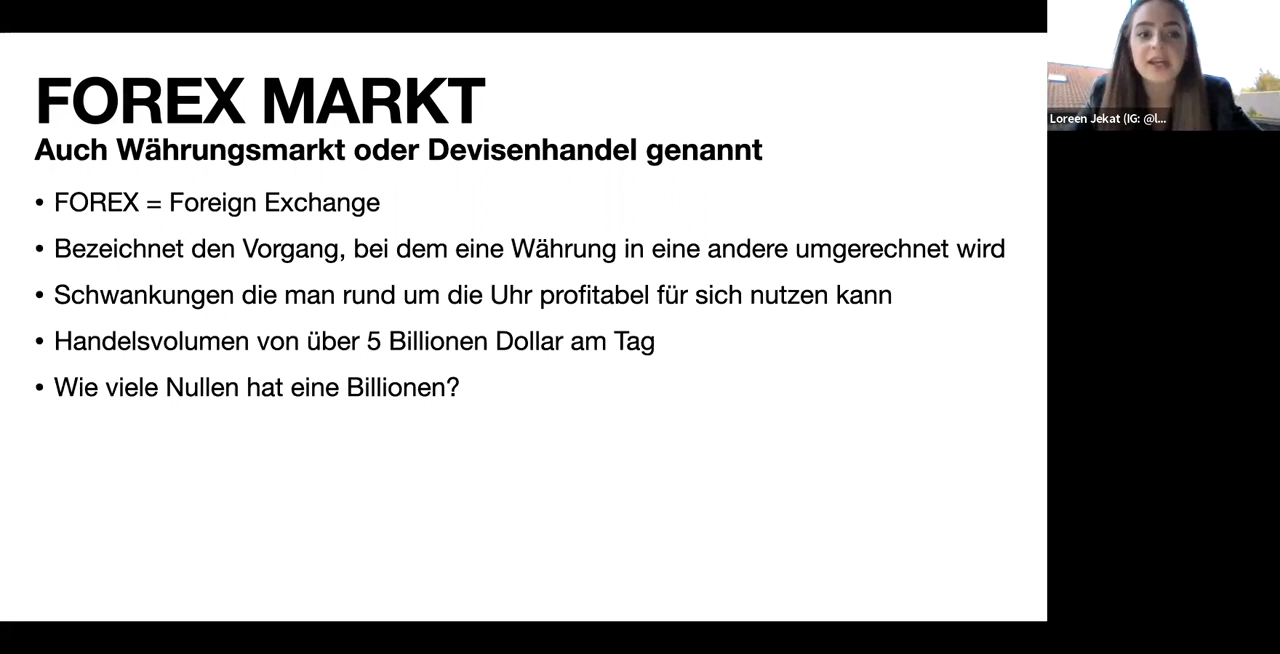 FOREX MARKT
Auch Währungsmarkt oder Devisenhandel genannt
• FOREX = Foreign Exchange
• Bezeichnet den Vorgang, bei dem eine Währung in eine andere umgerechnet wird
• Schwankungen die man rund um die Uhr profitabel für sich nutzen kann
• Handelsvolumen von über 5 Billionen Dollar am Tag
• Wie viele Nullen hat eine Billionen?
Loreen Jekat (IG: @l...